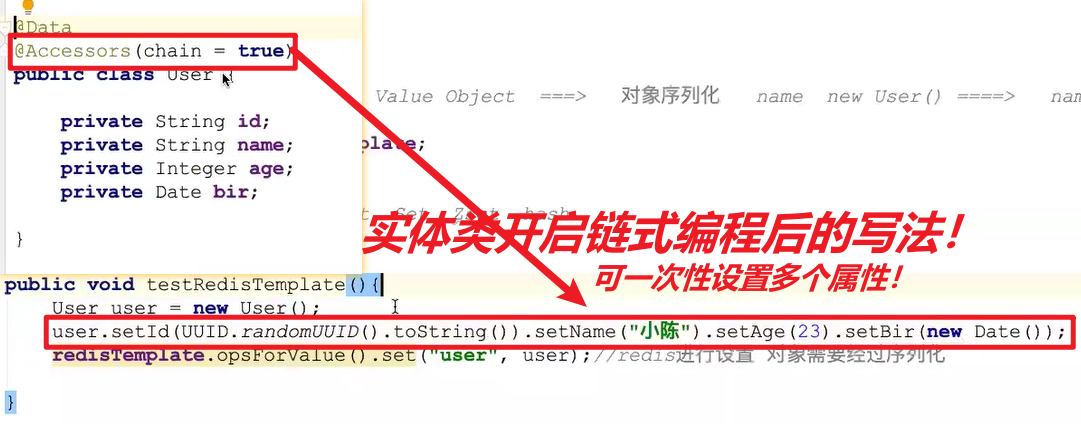 @Data
@Accessors(chain = true)
public class User {
Value Object ===> 对象序列化 name new User() ====> nam
private String id;
private String name;
plate;
private Integer age;
private Date bir;
Set Zset hash
}
实体类开启链式编程后的写法！
可一次性设置多个属性！
public void testRedisTemplate(){
User user = new User();
user.setId(UUID.randomUUID().toString()).setName("小陈").setAge(23).setBir(new Date());
redisTemplate.opsForValue().set("user", user);//redis进行设置 对象需要经过序列化
}